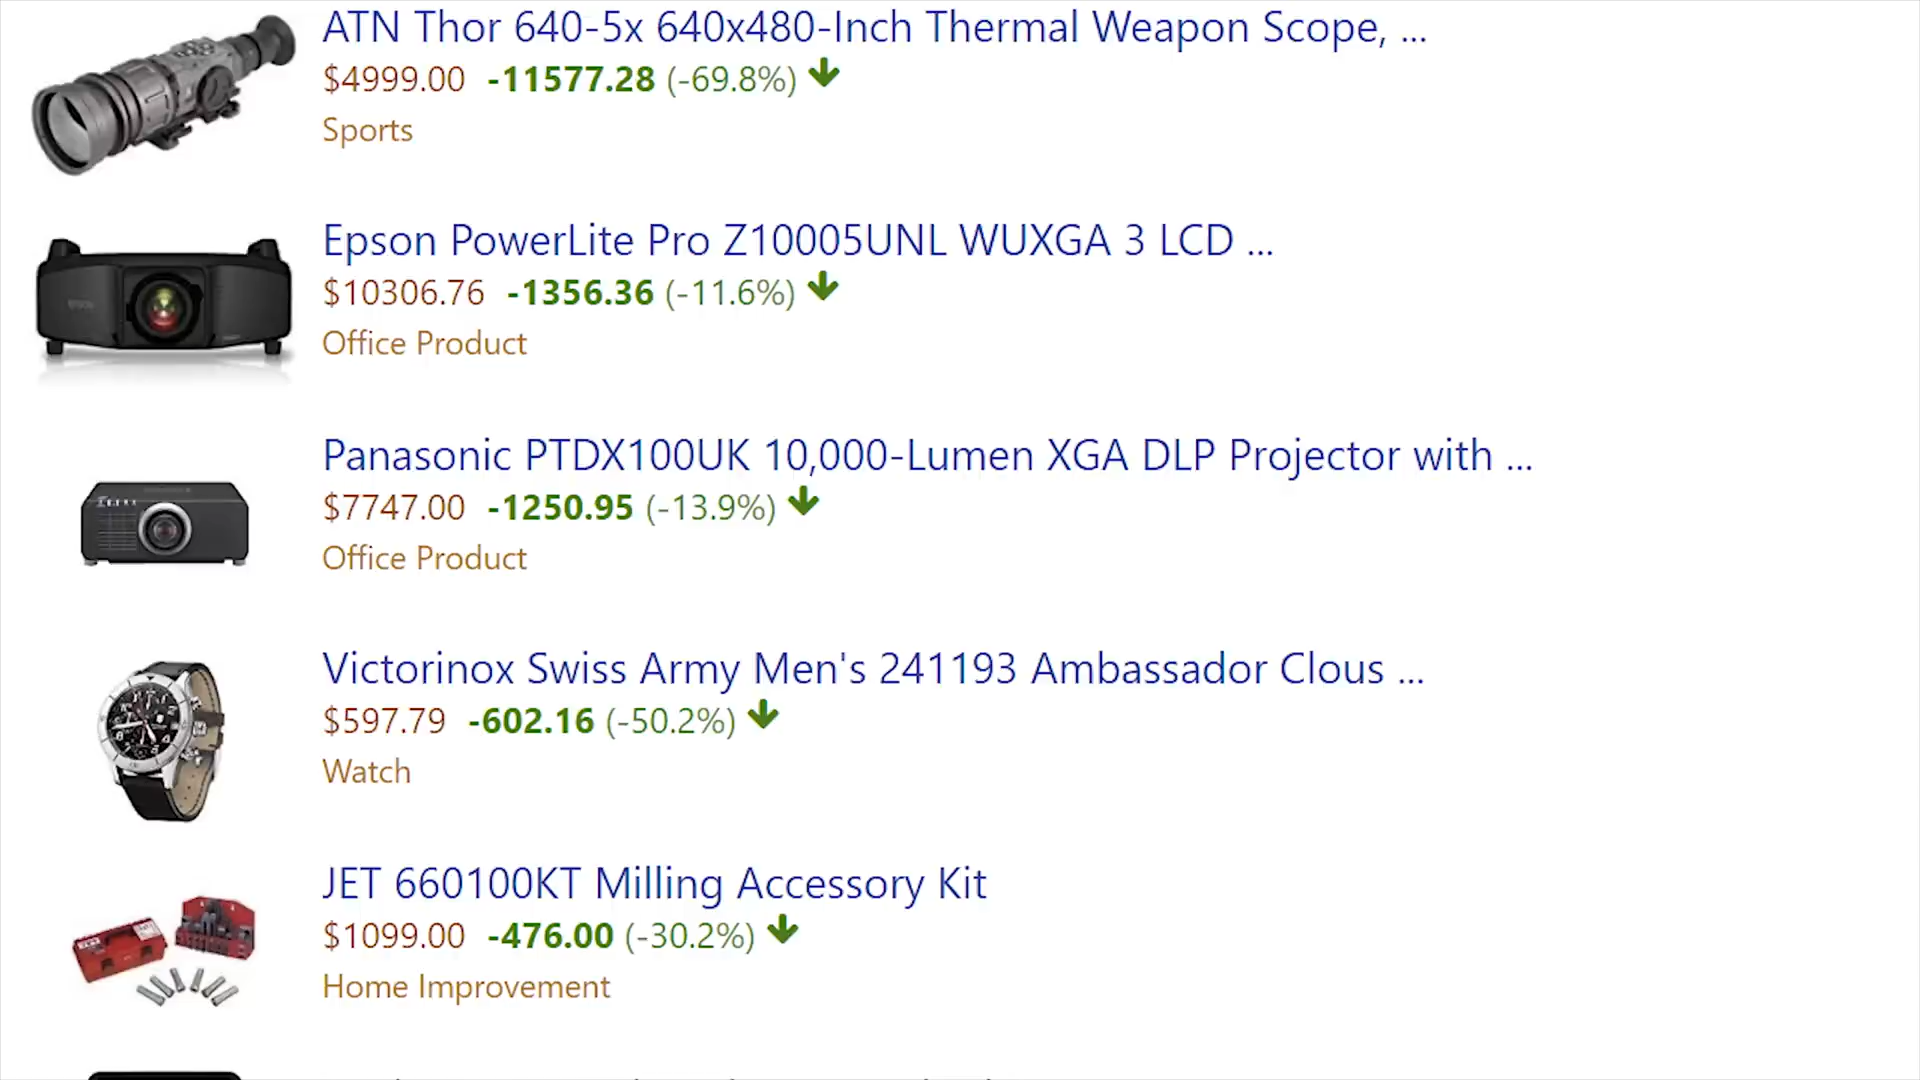 ATN Thor 640-5x 640x480-Inch Thermal Weapon Scope, ...
$4999.00 -11577.28 (-69.8%)
Sports
Epson PowerLite Pro Z10005UNL WUXGA 3 LCD ...
$10306.76 -1356.36 (-11.6%)
Office Product
Panasonic PTDX100UK 10,000-Lumen XGA DLP Projector with ...
$7747.00 -1250.95 (-13.9%)
Office Product
Victorinox Swiss Army Men's 241193 Ambassador Clous ...
$597.79 -602.16 (-50.2%)
Watch
JET 660100KT Milling Accessory Kit
$1099.00 -476.00 (-30.2%)
Home Improvement